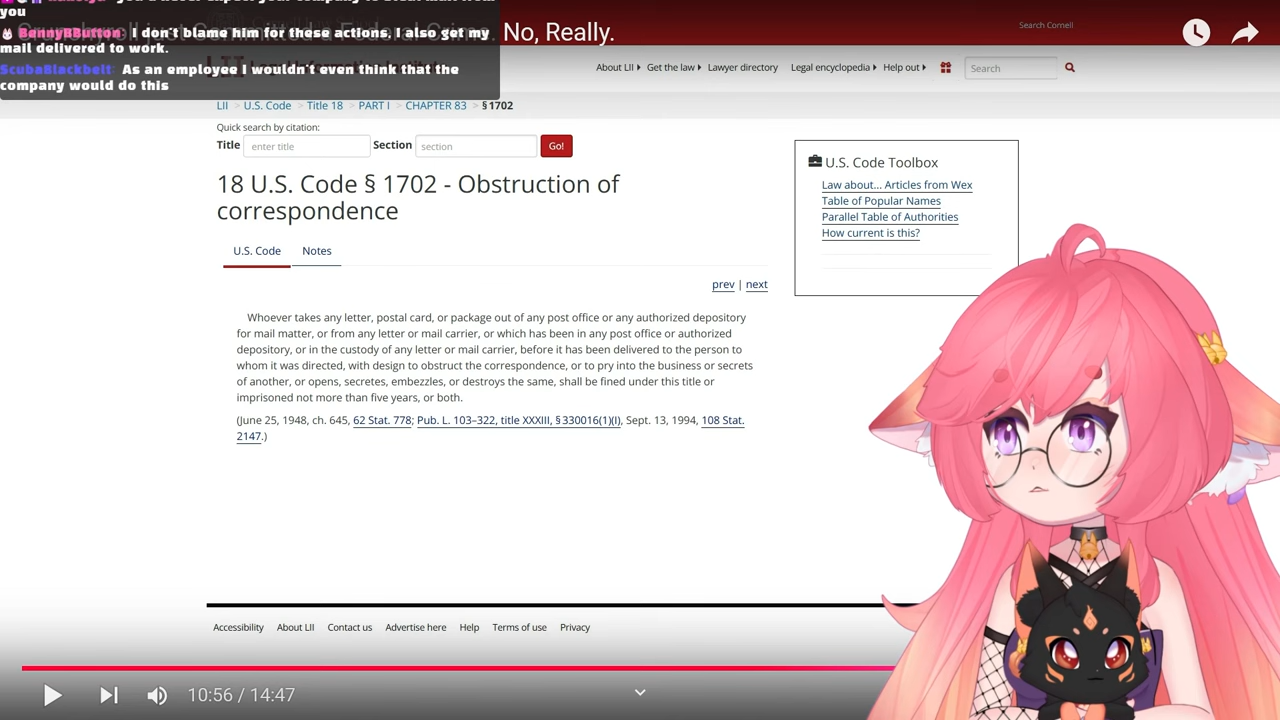 you
BennyBButton: I don't blame him for these actions. I also get my
mail delivered to work.
ScubaBlackbelt: As an employee I wouldn't even think that the
company would do this
Crunchyroll just Committed a Federal Crime. No, Really.
Search Cornell
About LII Get the law Lawyer directory Legal encyclopedia Help out Search
LII > U.S. Code > Title 18 > PART I > CHAPTER 83 > § 1702
Quick search by citation:
Title enter title Section section Go!
18 U.S. Code § 1702 - Obstruction of
correspondence
U.S. Code Notes
prev | next
Whoever takes any letter, postal card, or package out of any post office or any authorized depository
for mail matter, or from any letter or mail carrier, or which has been in any post office or authorized
depository, or in the custody of any letter or mail carrier, before it has been delivered to the person to
whom it was directed, with design to obstruct the correspondence, or to pry into the business or secrets
of another, or opens, secretes, embezzles, or destroys the same, shall be fined under this title or
imprisoned not more than five years, or both.
(June 25, 1948, ch. 645, 62 Stat. 778; Pub. L. 103–322, title XXXIII, § 330016(1)(I), Sept. 13, 1994, 108 Stat.
2147.)
U.S. Code Toolbox
Law about... Articles from Wex
Table of Popular Names
Parallel Table of Authorities
How current is this?
Accessibility About LII Contact us Advertise here Help Terms of use Privacy
10:56 / 14:47